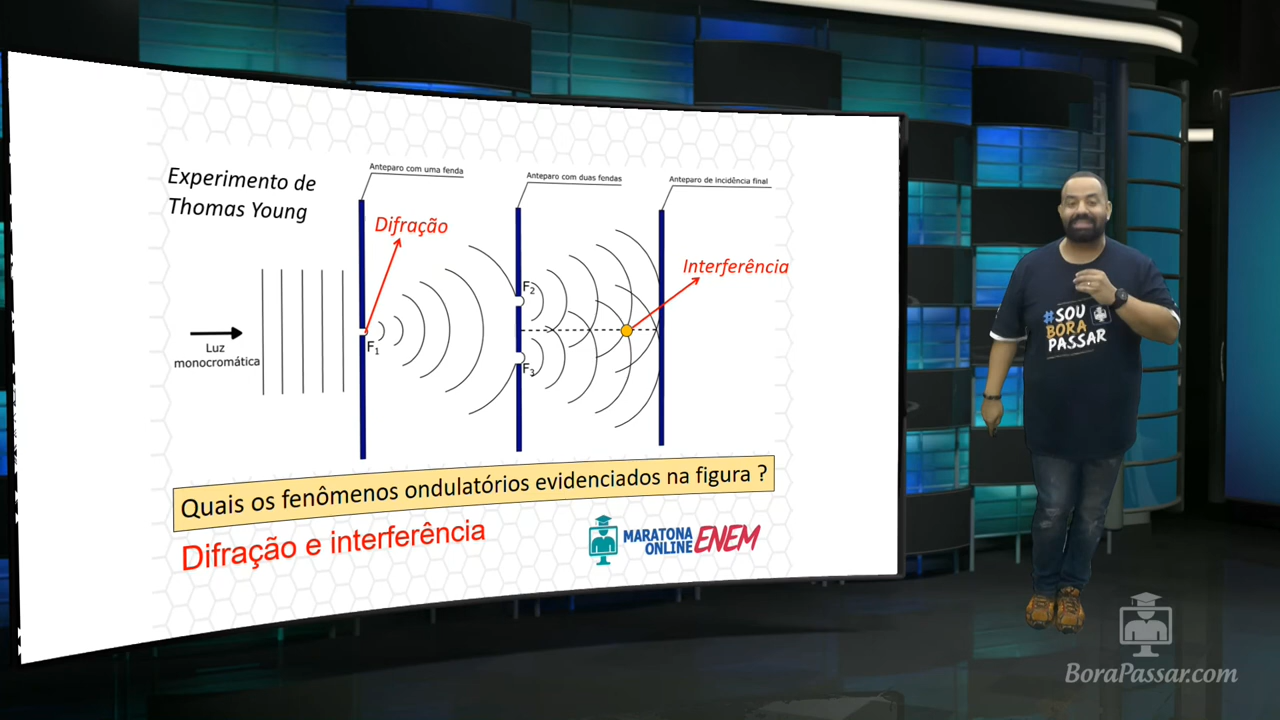 Experimento de
Thomas Young
Anteparo com uma fenda
Anteparo com duas fendas
Anteparo de incidência final
Difração
Interferência
F2
F1
F3
Luz
monocromática
Quais os fenômenos ondulatórios evidenciados na figura ?
Difração e interferência
MARATONA
ONLINE ENEM
#SOU
BORA
PASSAR
BoraPassar.com